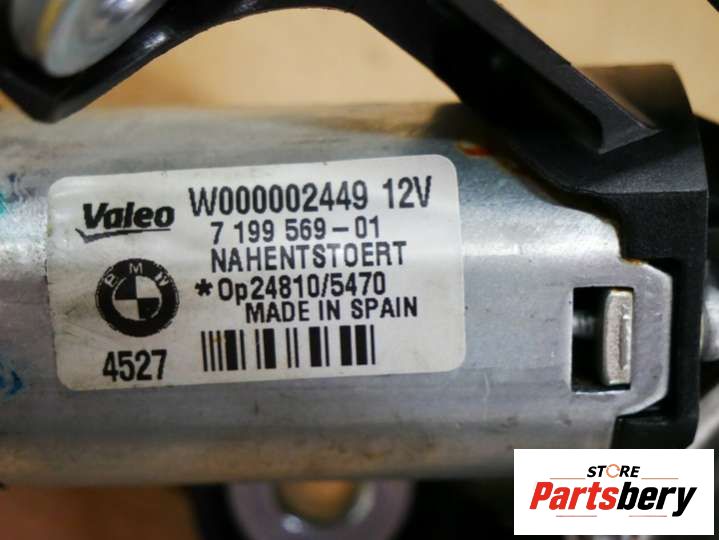 Valeo W000002449 12V
7 199 569-01
NAHENTSTOERT
BMW *Op24810/5470
MADE IN SPAIN
4527
STORE
Partsbery